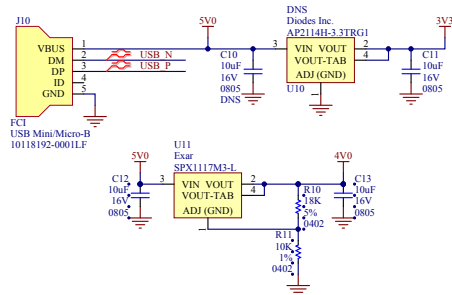 J10
VBUS 1
DM 2
DP 3
ID 4
GND 5
FCI
USB Mini/Micro-B
10118192-0001LF
USB_N
USB_P
5V0
C10
10uF
16V
0805
DNS
DNS
Diodes Inc.
AP2114H-3.3TRG1
3 VIN VOUT 2
VOUT-TAB 4
ADJ (GND)
1
U10
3V3
C11
10uF
16V
0805
5V0
C12
10uF
16V
0805
U11
Exar
SPX1117M3-L
3 VIN VOUT 2
VOUT-TAB 4
ADJ (GND)
1
4V0
R10
18K
5%
0402
C13
10uF
16V
0805
R11
10K
1%
0402